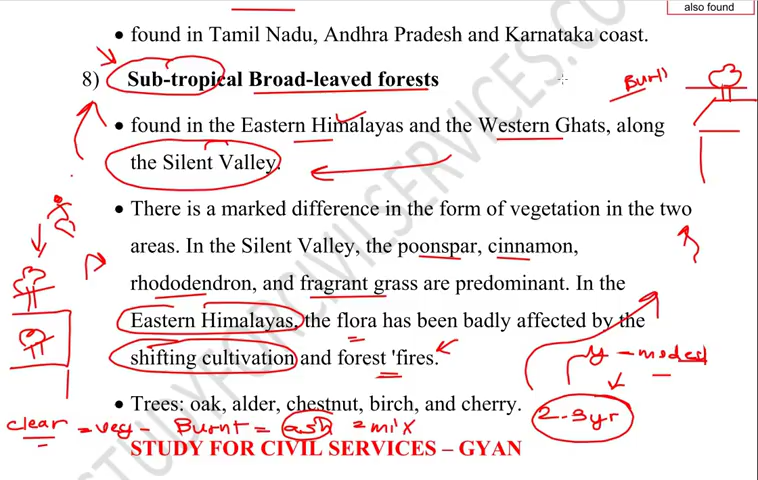 also found
• found in Tamil Nadu, Andhra Pradesh and Karnataka coast.
8) Sub-tropical Broad-leaved forests
Burn
• found in the Eastern Himalayas and the Western Ghats, along
the Silent Valley.
• There is a marked difference in the form of vegetation in the two
areas. In the Silent Valley, the poonspar, cinnamon,
rhododendron, and fragrant grass are predominant. In the
Eastern Himalayas, the flora has been badly affected by the
shifting cultivation and forest 'fires.
• Trees: oak, alder, chestnut, birch, and cherry.
2-3yr
clear = veg - Burnt = ash = mix
STUDY FOR CIVIL SERVICES – GYAN
STUDYFORCIVILSERVICES.COM